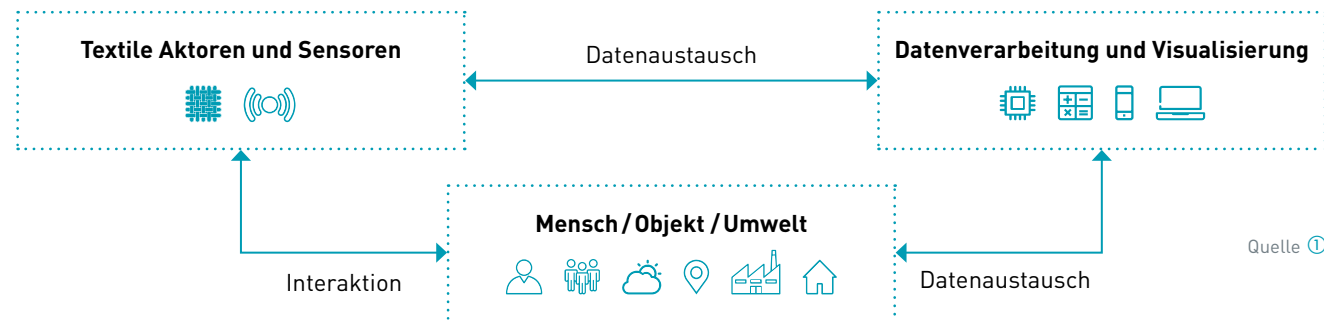 Textile Aktoren und Sensoren
Datenaustausch
Datenverarbeitung und Visualisierung
Mensch / Objekt / Umwelt
Interaktion
Datenaustausch
Quelle ①